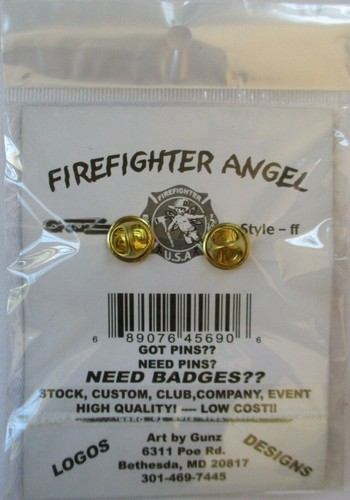 FIREFIGHTER ANGEL
FIREFIGHTER
U.S.A
Style – ff
6 89076 45690 6
GOT PINS??
NEED PINS?
NEED BADGES??
STOCK, CUSTOM, CLUB,COMPANY, EVENT
HIGH QUALITY! ---- LOW COST!!
LOGOS
Art by Gunz
6311 Poe Rd.
Bethesda, MD 20817
301-469-7445
DESIGNS